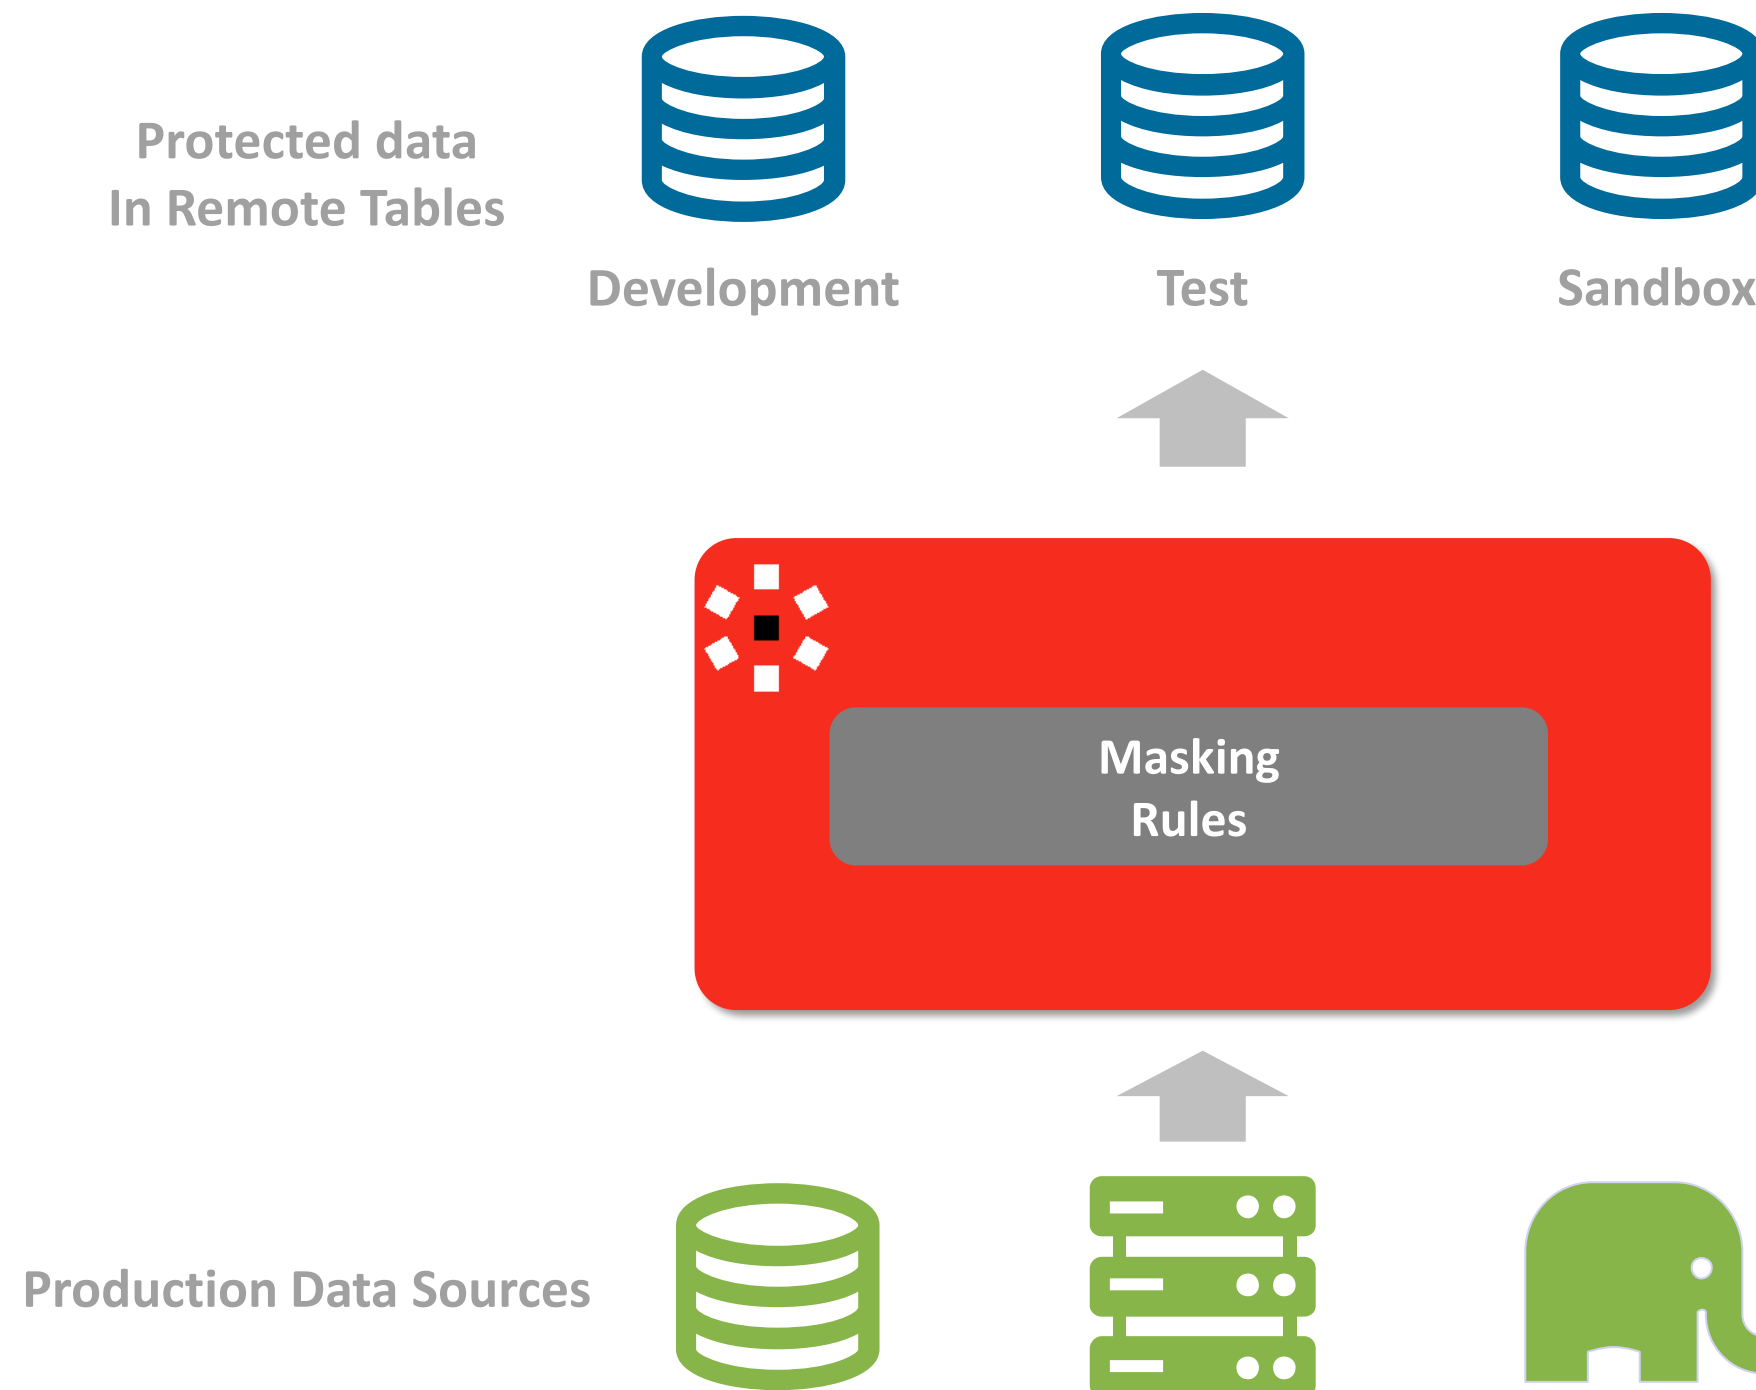 Protected data
In Remote Tables
Development
Test
Sandbox
Masking
Rules
Production Data Sources